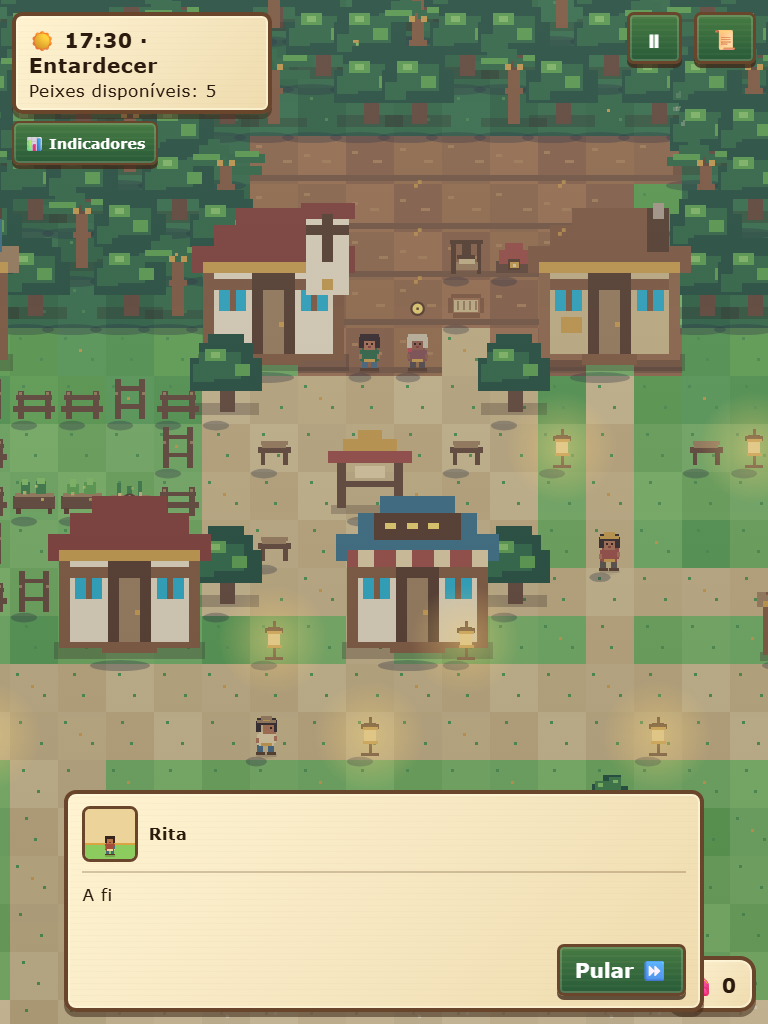 17:30 ·
Entardecer
Peixes disponíveis: 5
Indicadores
Rita
A fi
Pular
0